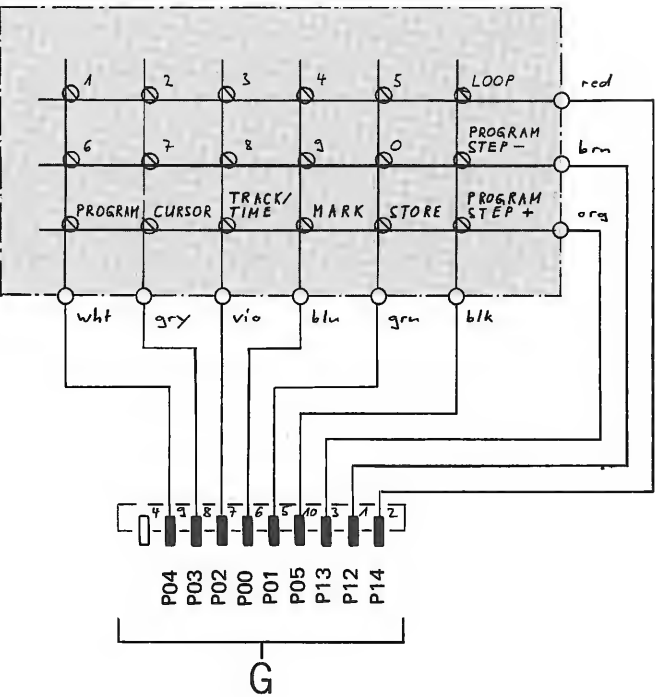 1 2 3 4 5 LOOP red
6 7 8 9 0 PROGRAM STEP - brn
PROGRAM CURSOR TRACK/ TIME MARK STORE PROGRAM STEP + org
wht gry vio blu grn blk
4 9 8 7 6 5 10 3 1 2
P04 P03 P02 P00 P01 P05 P13 P12 P14
G